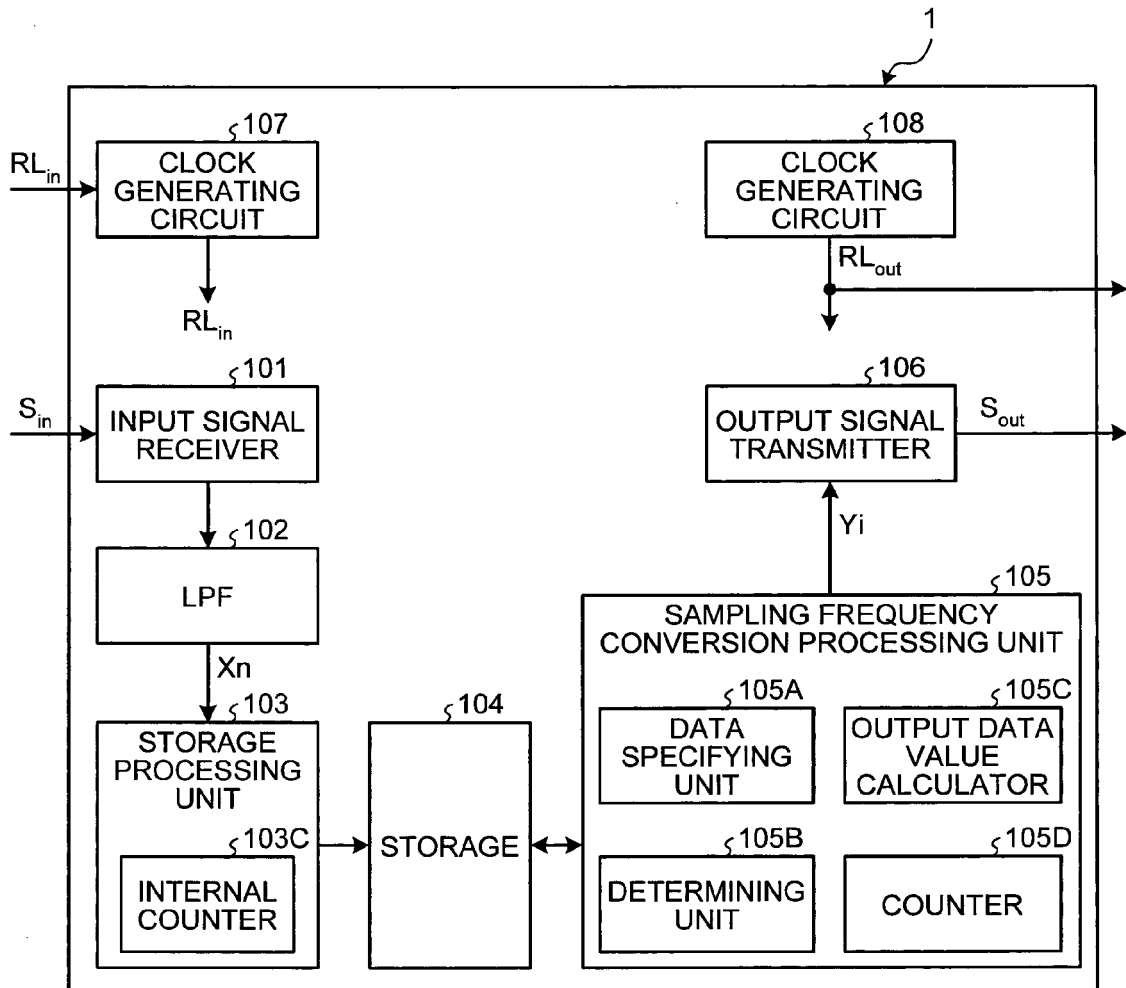 1
107
108
RLin
CLOCK
GENERATING
CIRCUIT
CLOCK
GENERATING
CIRCUIT
RLout
RLin
101
106
Sin
INPUT SIGNAL
RECEIVER
OUTPUT SIGNAL
TRANSMITTER
Sout
102
LPF
Yi
105
SAMPLING FREQUENCY
CONVERSION PROCESSING UNIT
Xn
103
STORAGE
PROCESSING
UNIT
103C
INTERNAL
COUNTER
104
STORAGE
105A
DATA
SPECIFYING
UNIT
105C
OUTPUT DATA
VALUE
CALCULATOR
105B
DETERMINING
UNIT
105D
COUNTER